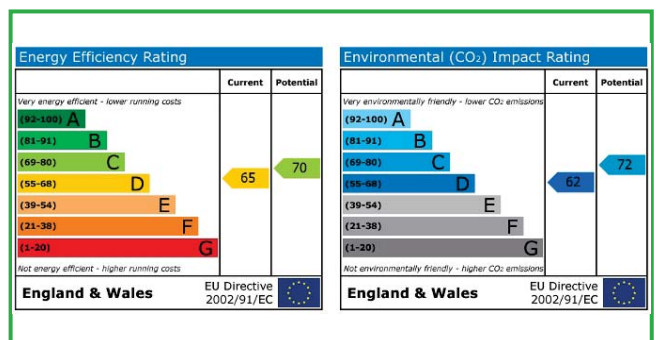 Energy Efficiency Rating
Current Potential
Very energy efficient - lower running costs
(92-100) A
(81-91) B
(69-80) C
(55-68) D
(39-54) E
(21-38) F
(1-20) G
65
70
Not energy efficient - higher running costs
England & Wales
EU Directive
2002/91/EC
Environmental (CO₂) Impact Rating
Current Potential
Very environmentally friendly - lower CO₂ emissions
(92-100) A
(81-91) B
(69-80) C
(55-68) D
(39-54) E
(21-38) F
(1-20) G
62
72
Not environmentally friendly - higher CO₂ emissions
England & Wales
EU Directive
2002/91/EC